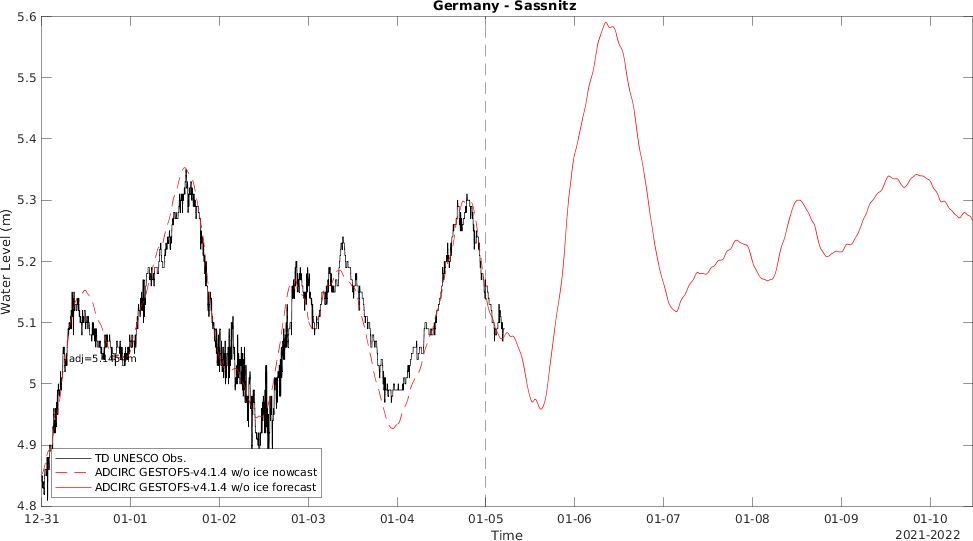 Germany - Sassnitz
5.6
5.5
5.4
5.3
5.2
5.1
5
4.9
4.8
Water Level (m)
TD UNESCO Obs.
ADCIRC GESTOFS-v4.1.4 w/o ice nowcast
ADCIRC GESTOFS-v4.1.4 w/o ice forecast
12-31 01-01 01-02 01-03 01-04 01-05 01-06 01-07 01-08 01-09 01-10
Time
2021-2022